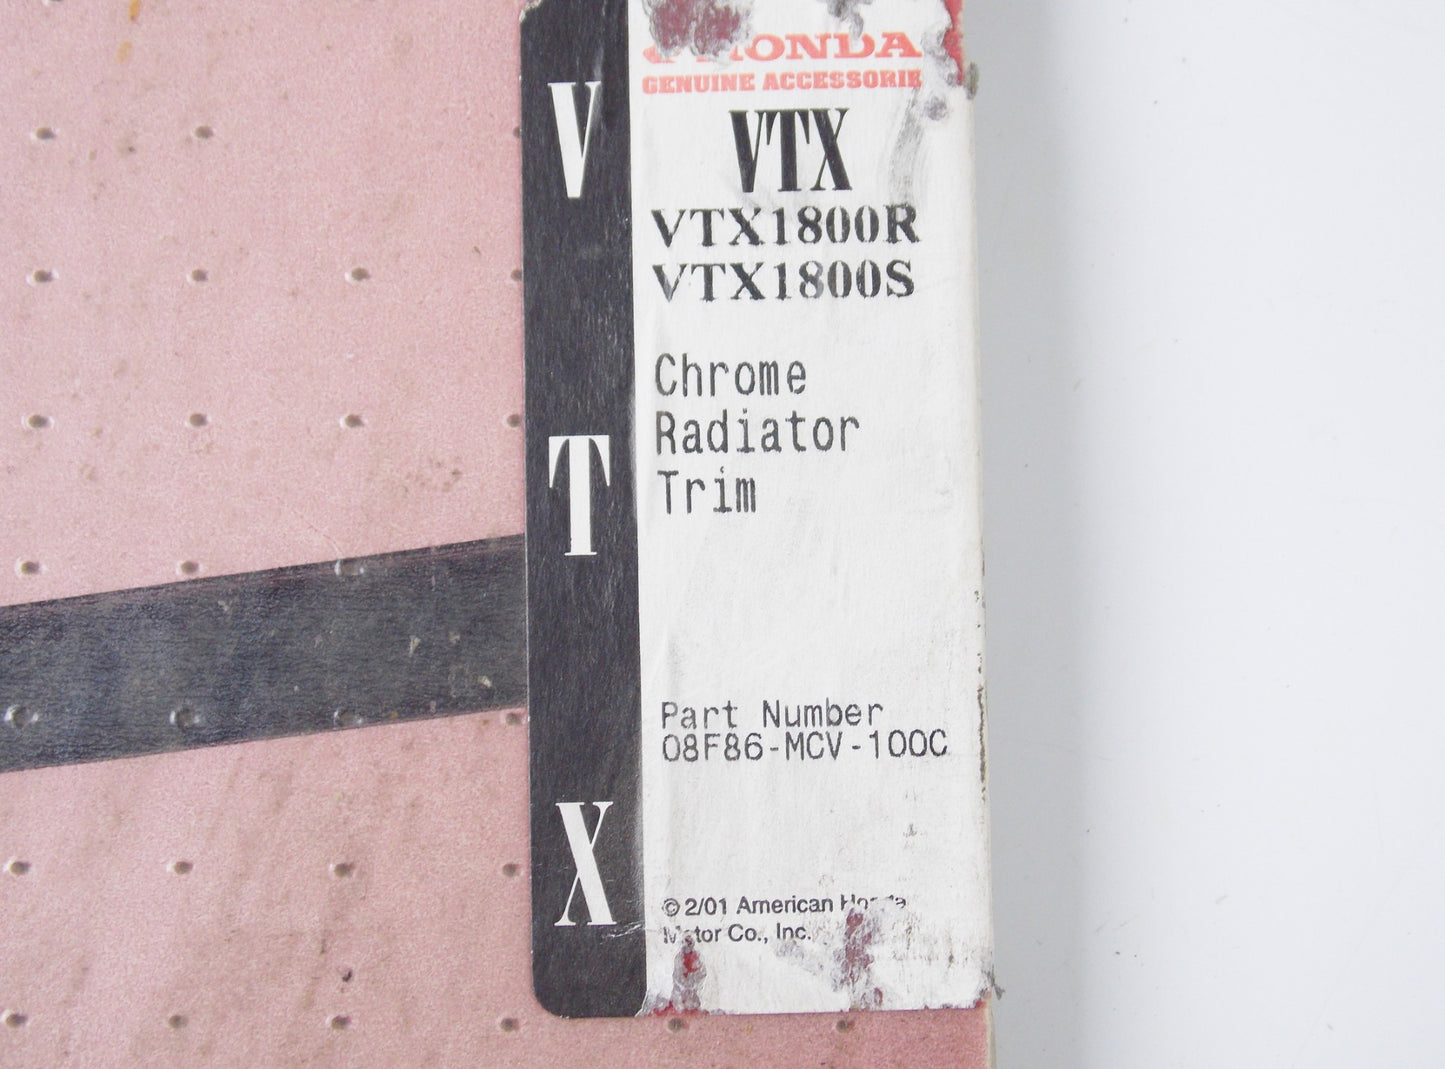 HONDA
GENUINE ACCESSORIE
VTX
VTX1800R
VTX1800S
Chrome
Radiator
Trim
Part Number
08F86-MCV-100C
© 2/01 American Honda
Motor Co., Inc.
V
T
X